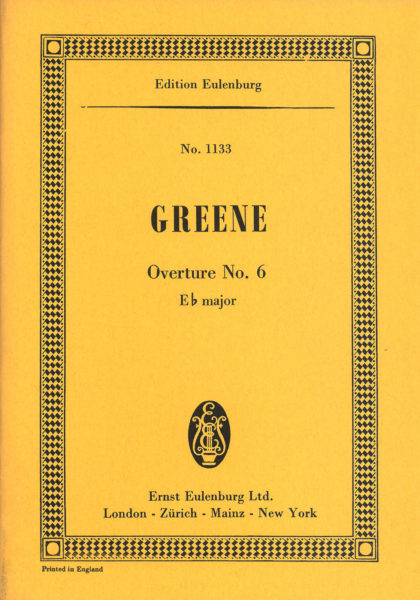 Edition Eulenburg
No. 1133
GREENE
Overture No. 6
E♭ major
Ernst Eulenburg Ltd.
London - Zürich - Mainz - New York
Printed in England